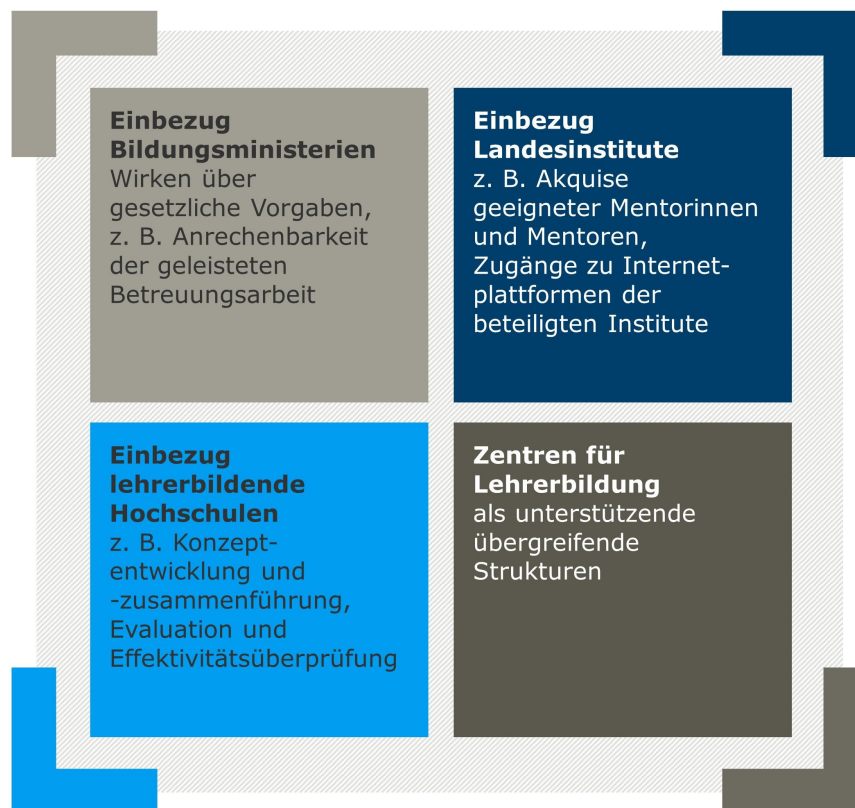 Einbezug
Bildungsministerien
Wirken über
gesetzliche Vorgaben,
z. B. Anrechenbarkeit
der geleisteten
Betreuungsarbeit
Einbezug
Landesinstitute
z. B. Akquise
geeigneter Mentorinnen
und Mentoren,
Zugänge zu Internet-
plattformen der
beteiligten Institute
Einbezug
lehrerbildende
Hochschulen
z. B. Konzept-
entwicklung und
-zusammenführung,
Evaluation und
Effektivitätsüberprüfung
Zentren für
Lehrerbildung
als unterstützende
übergreifende
Strukturen